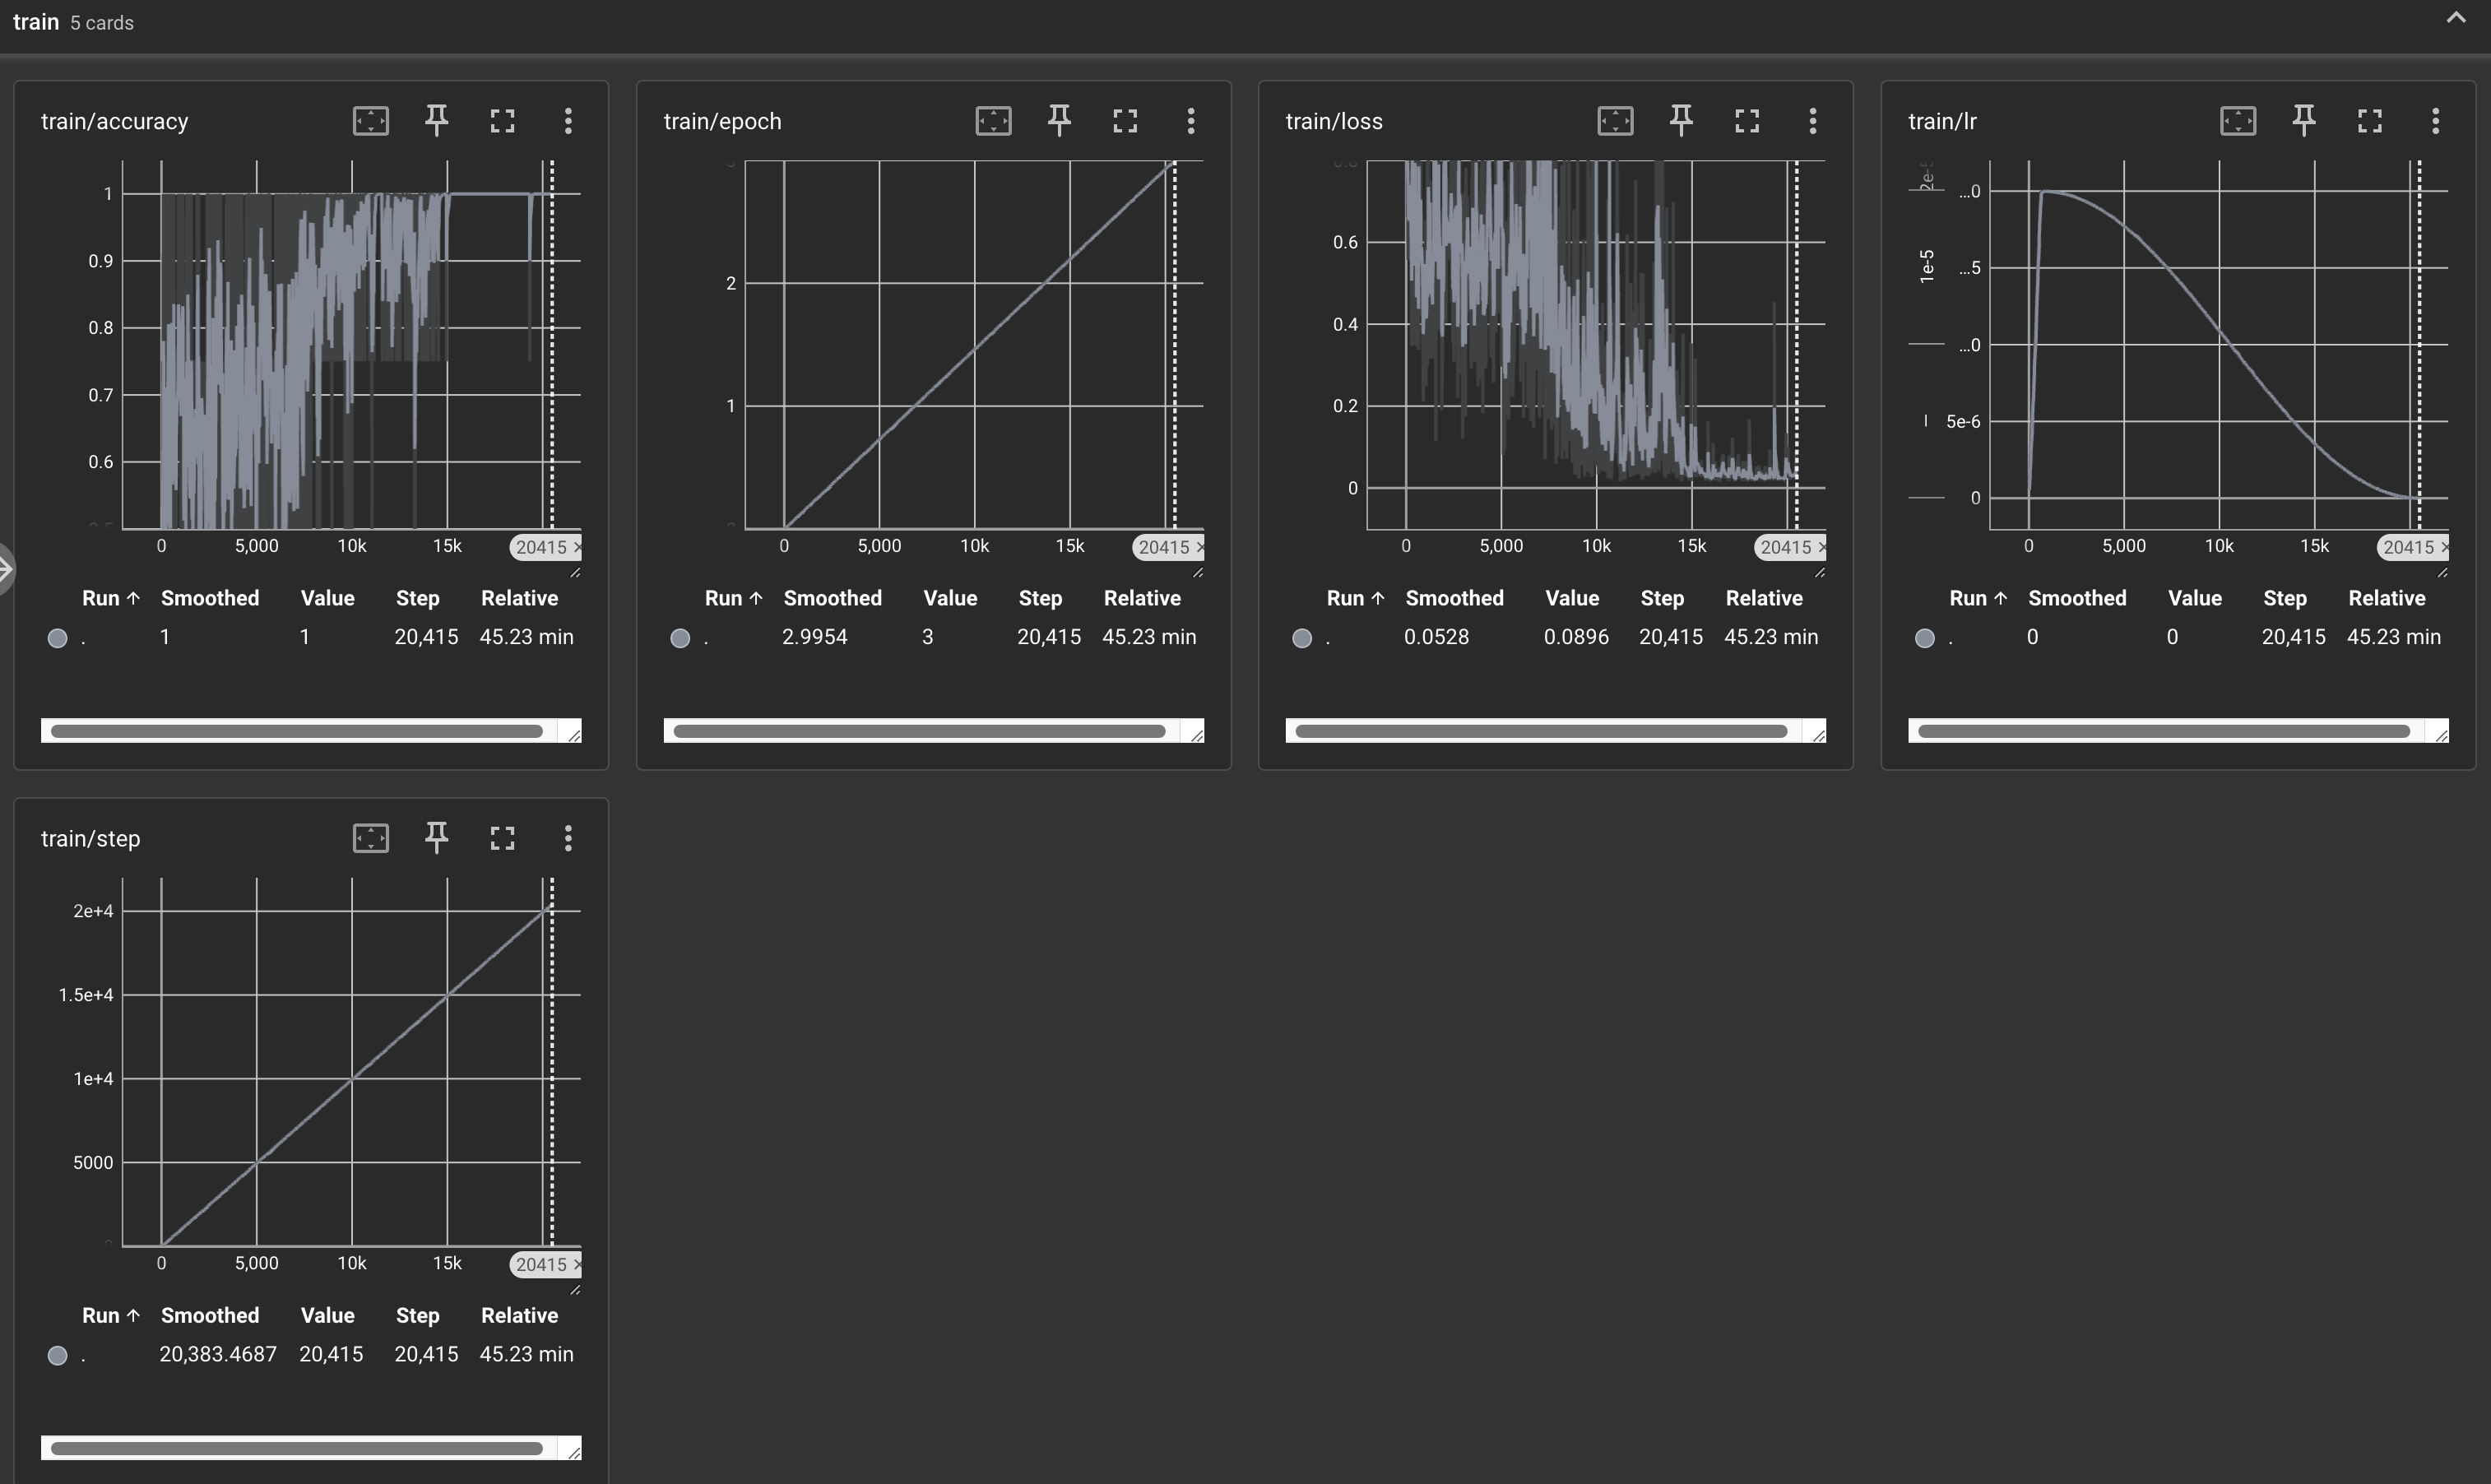 train 5 cards
train/accuracy
1
0.9
0.8
0.7
0.6
0 5,000 10k 15k 20415 ×
Run ↑ Smoothed Value Step Relative
. 1 1 20,415 45.23 min
train/epoch
2
1
0 5,000 10k 15k 20415 ×
Run ↑ Smoothed Value Step Relative
. 2.9954 3 20,415 45.23 min
train/loss
0.6
0.4
0.2
0
0 5,000 10k 15k 20415 ×
Run ↑ Smoothed Value Step Relative
. 0.0528 0.0896 20,415 45.23 min
train/lr
2e-5
…0
1e-5
…5
…0
5e-6
0
0 5,000 10k 15k 20415 ×
Run ↑ Smoothed Value Step Relative
. 0 0 20,415 45.23 min
train/step
2e+4
1.5e+4
1e+4
5000
0 5,000 10k 15k 20415 ×
Run ↑ Smoothed Value Step Relative
. 20,383.4687 20,415 20,415 45.23 min